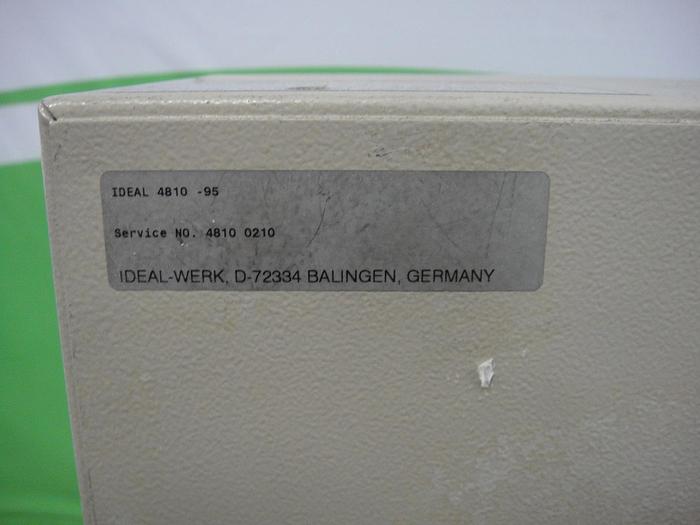 IDEAL 4810 -95
Service NO. 4810 0210
IDEAL-WERK, D-72334 BALINGEN, GERMANY